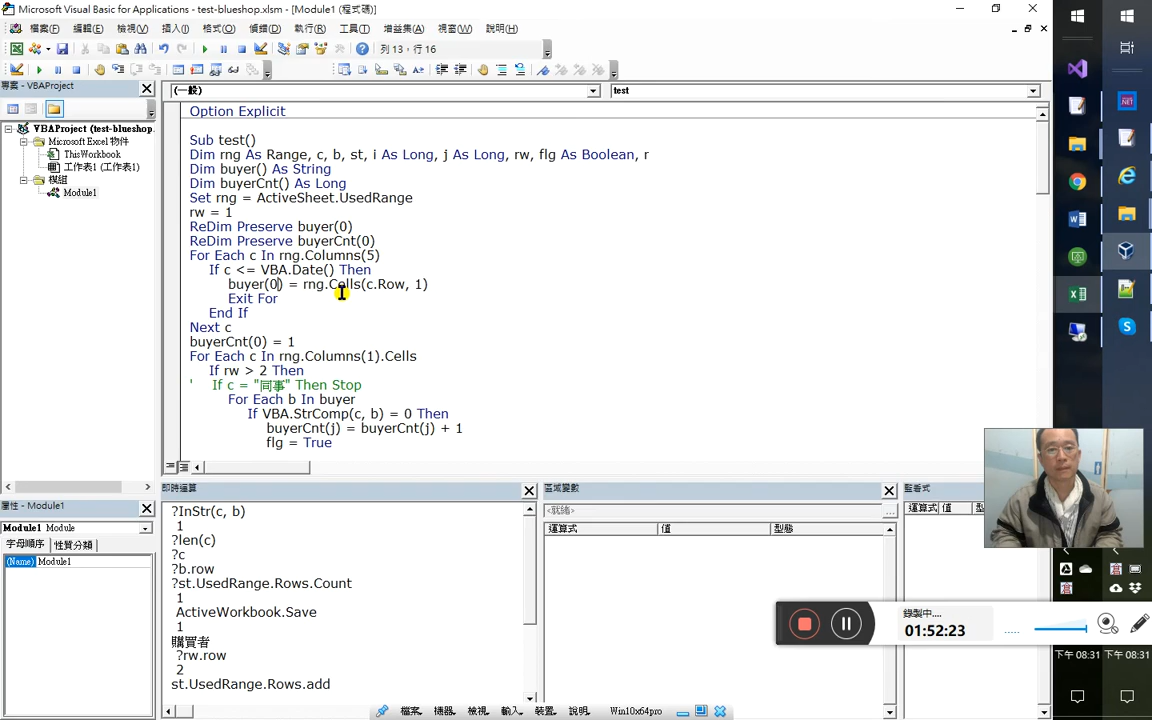 Microsoft Visual Basic for Applications - test-blueshop.xlsm - [Module1 (程式碼)]
檔案(F) 編輯(E) 檢視(V) 插入(I) 格式(O) 偵錯(D) 執行(R) 工具(T) 增益集(A) 視窗(W) 說明(H)
列 13，行 16
專案 - VBAProject
(一般) test
VBAProject (test-blueshop.
Microsoft Excel 物件
ThisWorkbook
工作表1 (工作表1)
模組
Module1
Option Explicit
Sub test()
Dim rng As Range, c, b, st, i As Long, j As Long, rw, flg As Boolean, r
Dim buyer() As String
Dim buyerCnt() As Long
Set rng = ActiveSheet.UsedRange
rw = 1
ReDim Preserve buyer(0)
ReDim Preserve buyerCnt(0)
For Each c In rng.Columns(5)
If c <= VBA.Date() Then
buyer(0) = rng.Cells(c.Row, 1)
Exit For
End If
Next c
buyerCnt(0) = 1
For Each c In rng.Columns(1).Cells
If rw > 2 Then
' If c = "同事" Then Stop
For Each b In buyer
If VBA.StrComp(c, b) = 0 Then
buyerCnt(j) = buyerCnt(j) + 1
flg = True
屬性 - Module1
Module1 Module
字母順序 性質分類
(Name) Module1
即時運算
?InStr(c, b)
1
?len(c)
?c
?b.row
?st.UsedRange.Rows.Count
1
ActiveWorkbook.Save
1
購買者
?rw.row
2
st.UsedRange.Rows.add
區域變數
<就緒>
運算式 值 型態
監看式
運算式 值
錄製中....
01:52:23
檔案 機器 檢視 輸入 裝置 說明 Win10x64pro
下午 08:31 下午 08:31